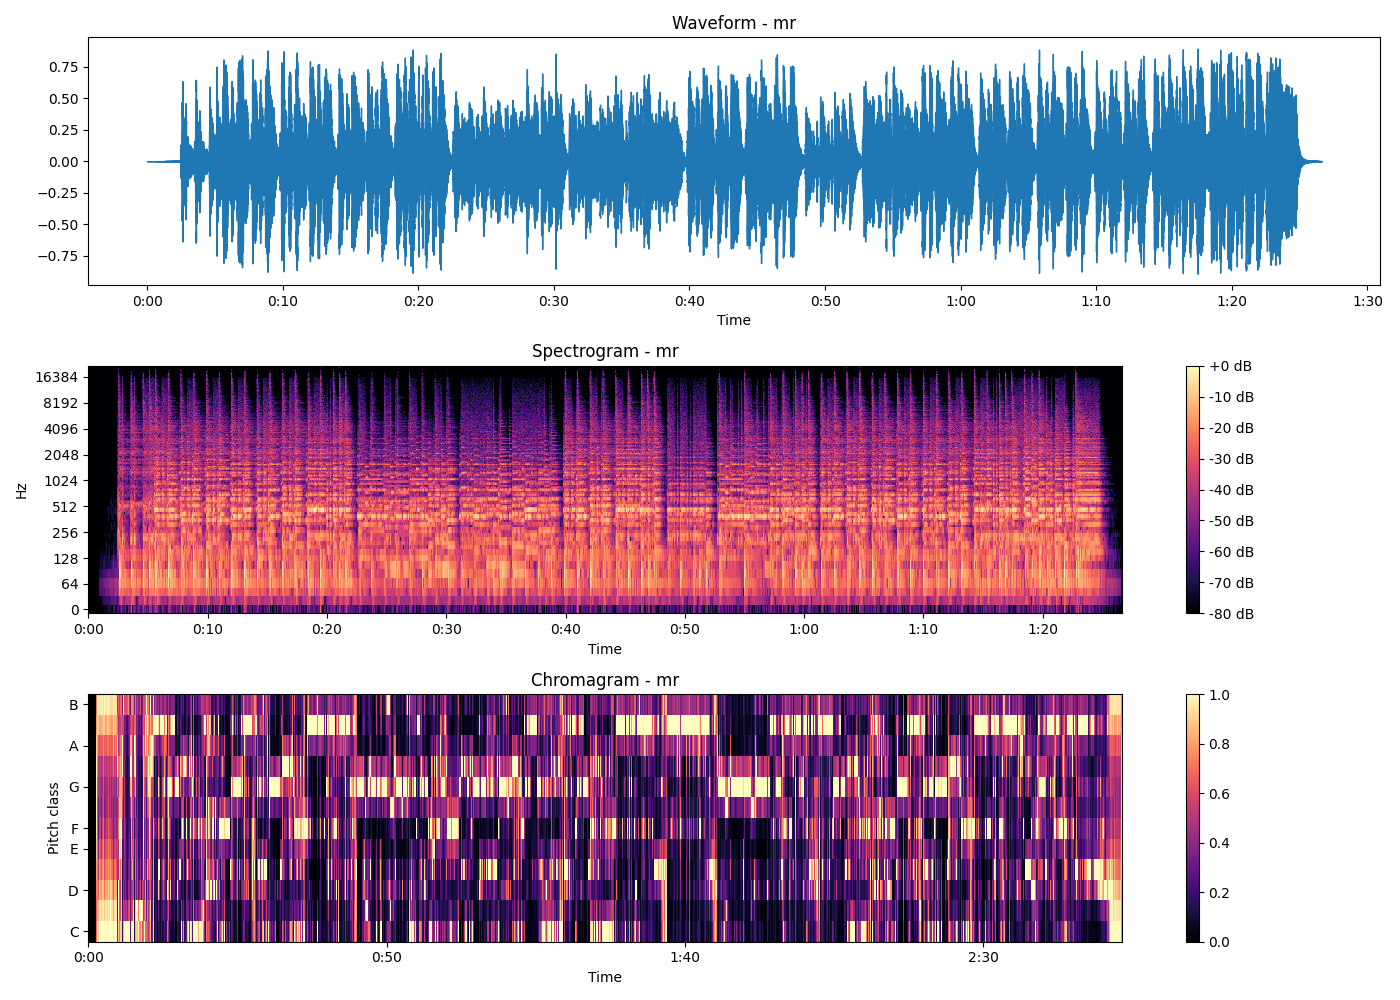 Waveform - mr
0.75
0.50
0.25
0.00
−0.25
−0.50
−0.75
0:00 0:10 0:20 0:30 0:40 0:50 1:00 1:10 1:20 1:30
Time
Spectrogram - mr
Hz
16384
8192
4096
2048
1024
512
256
128
64
0
0:00 0:10 0:20 0:30 0:40 0:50 1:00 1:10 1:20
Time
+0 dB
-10 dB
-20 dB
-30 dB
-40 dB
-50 dB
-60 dB
-70 dB
-80 dB
Chromagram - mr
Pitch class
B
A
G
F
E
D
C
0:00 0:50 1:40 2:30
Time
1.0
0.8
0.6
0.4
0.2
0.0